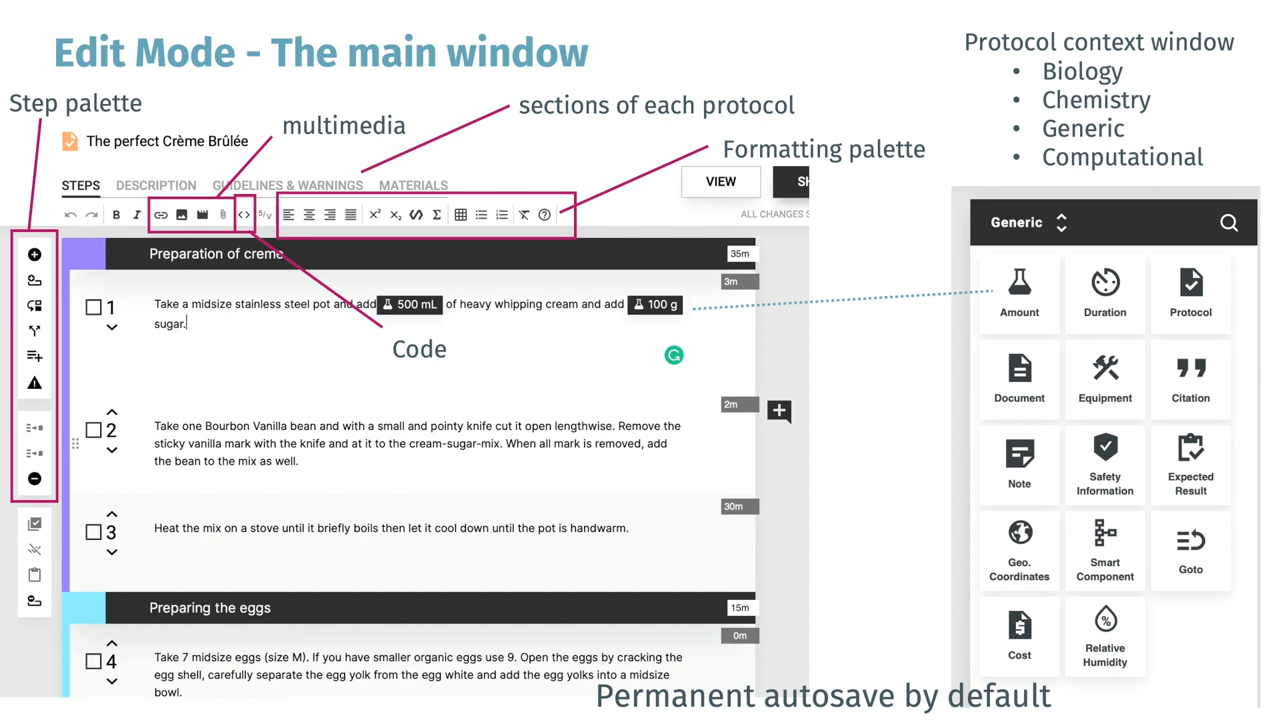 Edit Mode - The main window
Protocol context window
• Biology
• Chemistry
• Generic
• Computational
Step palette
sections of each protocol
multimedia
Formatting palette
The perfect Crème Brûlée
STEPS DESCRIPTION GUIDELINES & WARNINGS MATERIALS
VIEW
SH
B I
ALL CHANGES S
Preparation of creme
35m
3m
1
Take a midsize stainless steel pot and add 500 mL of heavy whipping cream and add 100 g
sugar.
Code
2m
2
Take one Bourbon Vanilla bean and with a small and pointy knife cut it open lengthwise. Remove the
sticky vanilla mark with the knife and at it to the cream-sugar-mix. When all mark is removed, add
the bean to the mix as well.
30m
3
Heat the mix on a stove until it briefly boils then let it cool down until the pot is handwarm.
Preparing the eggs
15m
0m
4
Take 7 midsize eggs (size M). If you have smaller organic eggs use 9. Open the eggs by cracking the
egg shell, carefully separate the egg yolk from the egg white and add the egg yolks into a midsize
bowl.
Generic
Amount
Duration
Protocol
Document
Equipment
Citation
Note
Safety
Information
Expected
Result
Geo.
Coordinates
Smart
Component
Goto
Cost
Relative
Humidity
Permanent autosave by default